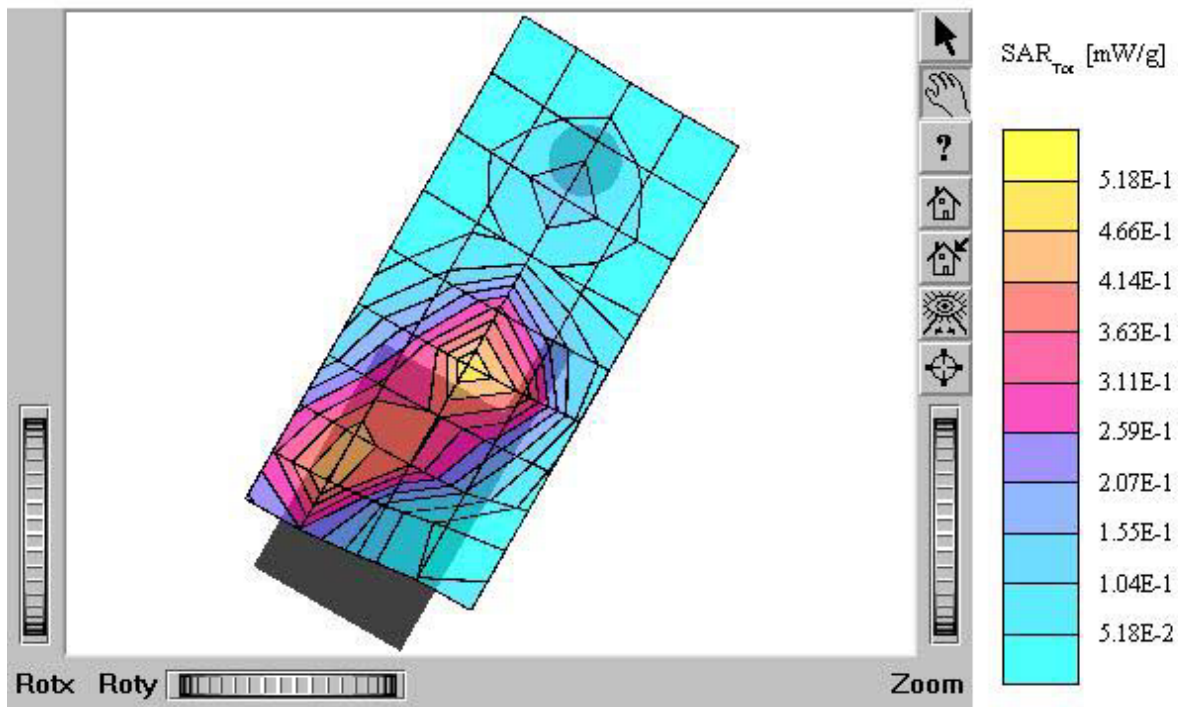 SAR_Tot [mW/g]
?
5.18E-1
4.66E-1
4.14E-1
3.63E-1
3.11E-1
2.59E-1
2.07E-1
1.55E-1
1.04E-1
5.18E-2
Rotx Roty Zoom